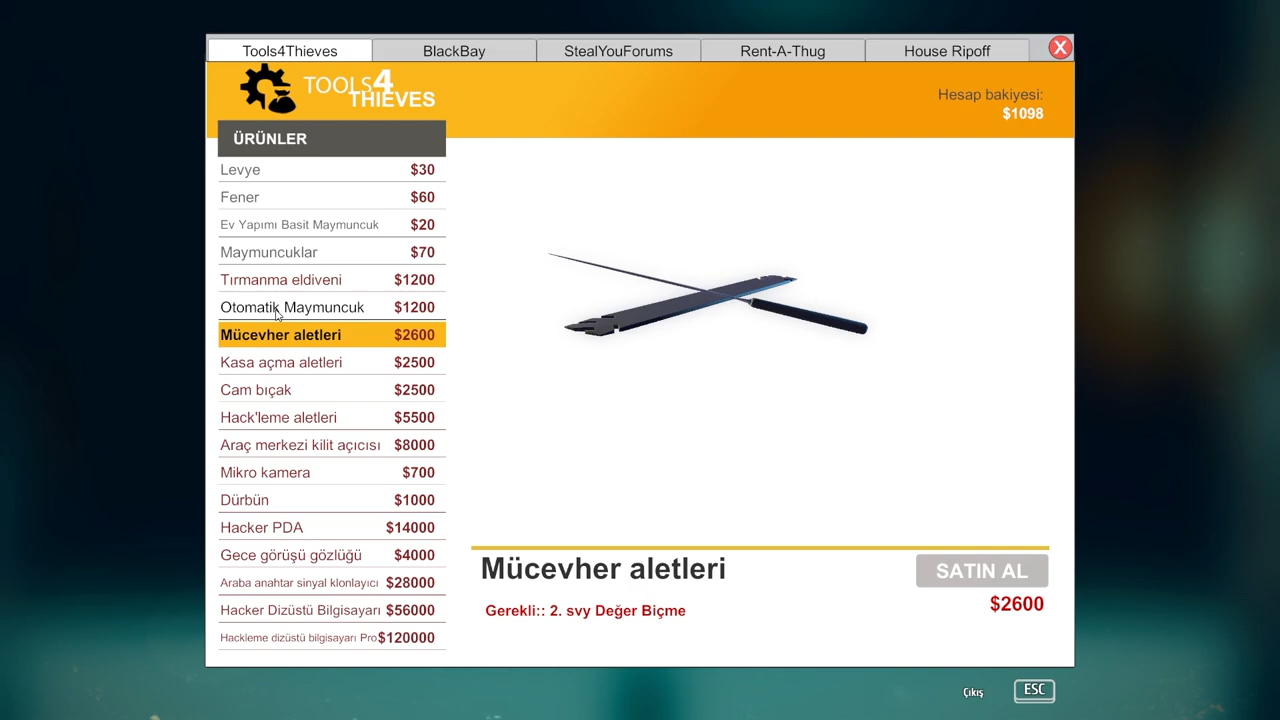 Tools4Thieves
BlackBay
StealYouForums
Rent-A-Thug
House Ripoff
X
TOOLS4
THIEVES
Hesap bakiyesi:
$1098
ÜRÜNLER
Levye $30
Fener $60
Ev Yapımı Basit Maymuncuk $20
Maymuncuklar $70
Tırmanma eldiveni $1200
Otomatik Maymuncuk $1200
Mücevher aletleri $2600
Kasa açma aletleri $2500
Cam bıçak $2500
Hack'leme aletleri $5500
Araç merkezi kilit açıcısı $8000
Mikro kamera $700
Dürbün $1000
Hacker PDA $14000
Gece görüşü gözlüğü $4000
Araba anahtar sinyal klonlayıcı $28000
Hacker Dizüstü Bilgisayarı $56000
Hackleme dizüstü bilgisayarı Pro $120000
Mücevher aletleri
SATIN AL
Gerekli:: 2. svy Değer Biçme
$2600
Çıkış
ESC